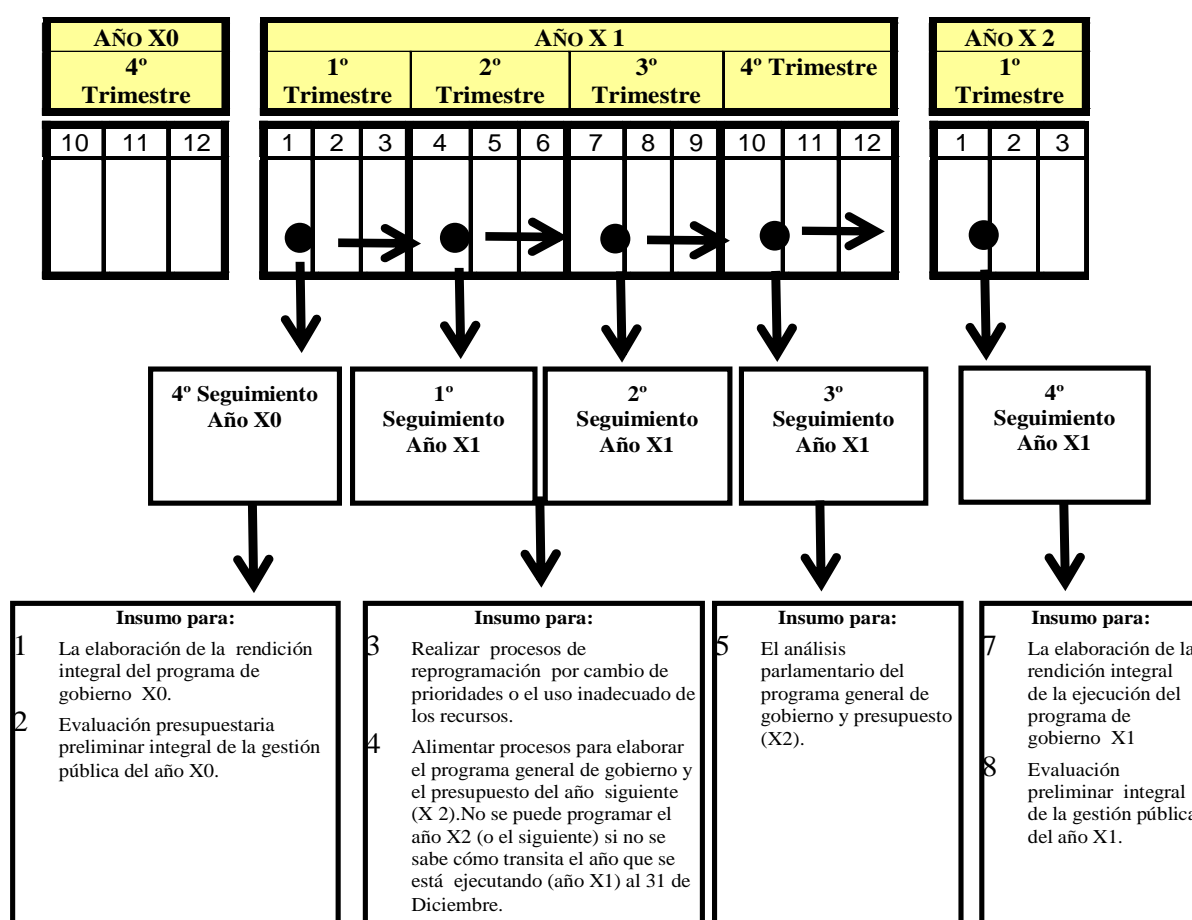 AÑO X0
4º
Trimestre
AÑO X 1
1º
Trimestre
2º
Trimestre
3º
Trimestre
4º Trimestre
AÑO X 2
1º
Trimestre
10 11 12
1 2 3 4 5 6 7 8 9 10 11 12
1 2 3
4º Seguimiento
Año X0
1º
Seguimiento
Año X1
2º
Seguimiento
Año X1
3º
Seguimiento
Año X1
4º
Seguimiento
Año X1
Insumo para:
1 La elaboración de la rendición
integral del programa de
gobierno X0.
2 Evaluación presupuestaria
preliminar integral de la gestión
pública del año X0.
Insumo para:
3 Realizar procesos de
reprogramación por cambio de
prioridades o el uso inadecuado de
los recursos.
4 Alimentar procesos para elaborar
el programa general de gobierno y
el presupuesto del año siguiente
(X 2).No se puede programar el
año X2 (o el siguiente) si no se
sabe cómo transita el año que se
está ejecutando (año X1) al 31 de
Diciembre.
Insumo para:
5 El análisis
parlamentario del
programa general de
gobierno y presupuesto
(X2).
Insumo para:
7 La elaboración de la
rendición integral
de la ejecución del
programa de
gobierno X1
8 Evaluación
preliminar integral
de la gestión pública
del año X1.